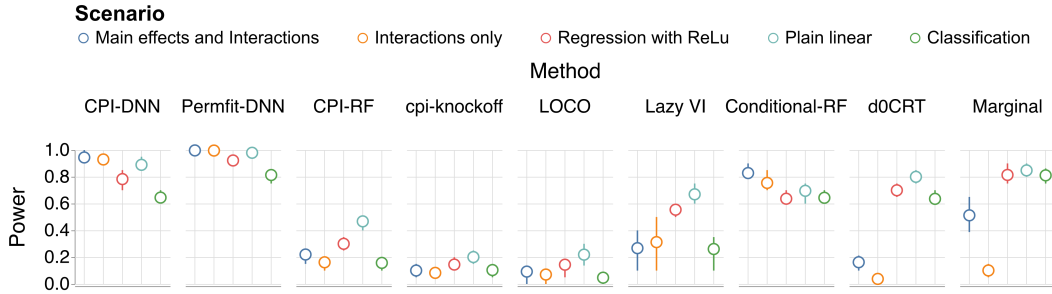 Scenario
Main effects and Interactions Interactions only Regression with ReLu Plain linear Classification
Method
CPI-DNN Permfit-DNN CPI-RF cpi-knockoff LOCO Lazy VI Conditional-RF d0CRT Marginal
Power
1.0
0.8
0.6
0.4
0.2
0.0